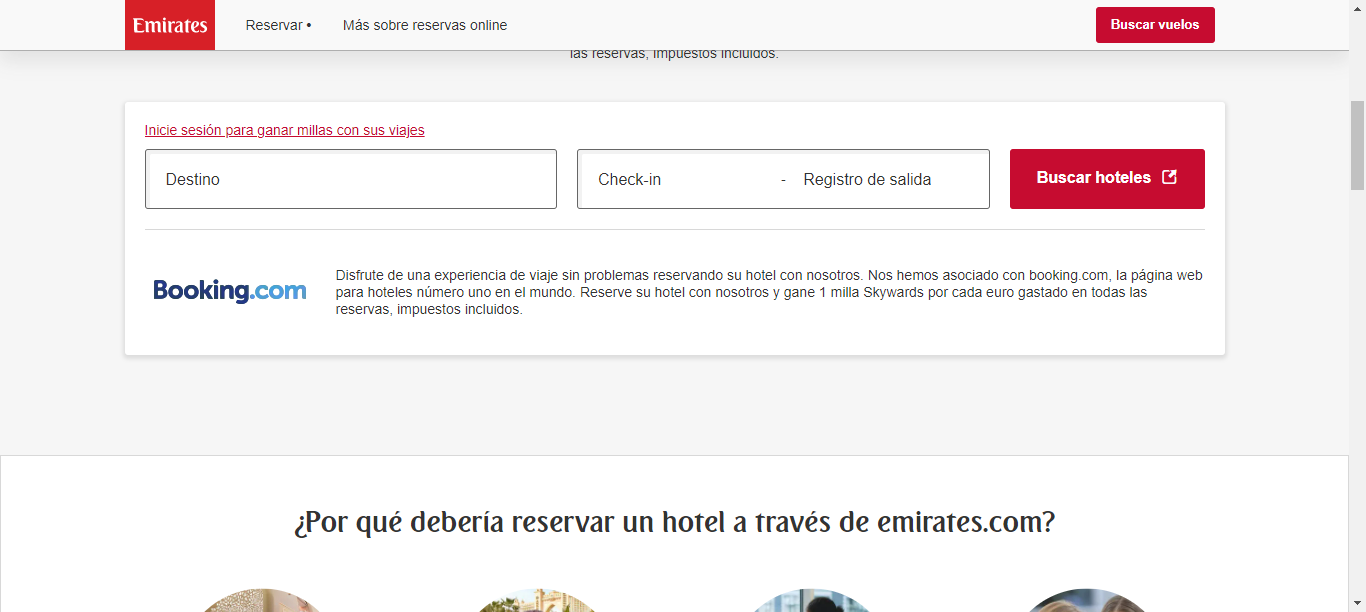 Emirates
Reservar •
Más sobre reservas online
Buscar vuelos
las reservas, impuestos incluidos.
Inicie sesión para ganar millas con sus viajes
Destino
Check-in - Registro de salida
Buscar hoteles
Booking.com
Disfrute de una experiencia de viaje sin problemas reservando su hotel con nosotros. Nos hemos asociado con booking.com, la página web
para hoteles número uno en el mundo. Reserve su hotel con nosotros y gane 1 milla Skywards por cada euro gastado en todas las
reservas, impuestos incluidos.
¿Por qué debería reservar un hotel a través de emirates.com?